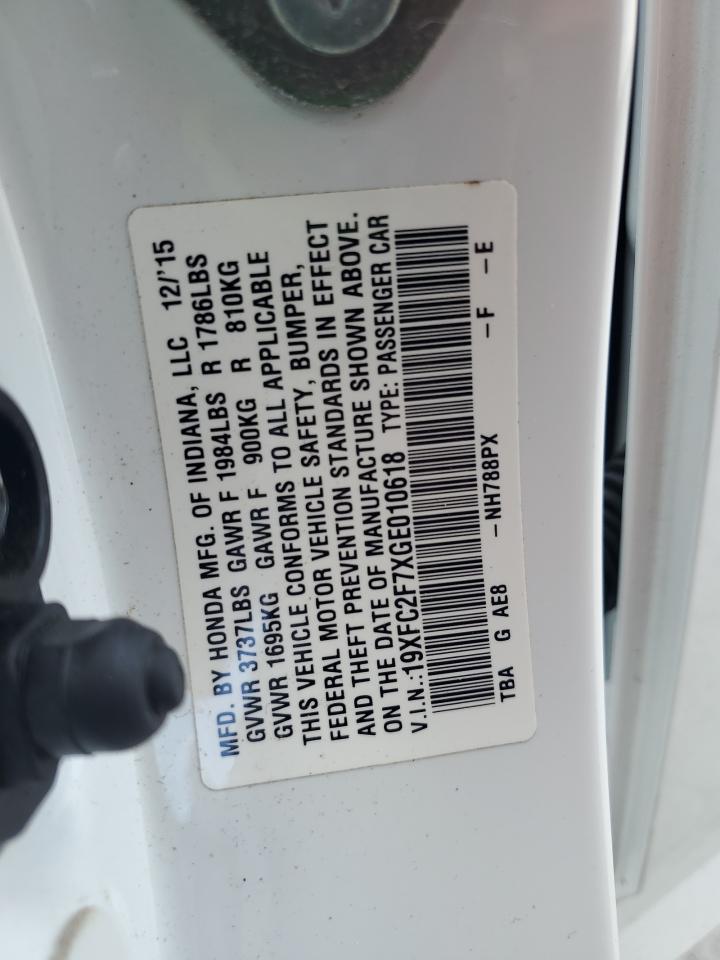 MFD. BY HONDA MFG. OF INDIANA, LLC 12/'15
GVWR 3737LBS GAWR F 1984LBS R 1786LBS
GVWR 1695KG GAWR F 900KG R 810KG
THIS VEHICLE CONFORMS TO ALL APPLICABLE
FEDERAL MOTOR VEHICLE SAFETY, BUMPER,
AND THEFT PREVENTION STANDARDS IN EFFECT
ON THE DATE OF MANUFACTURE SHOWN ABOVE.
V.I.N.:19XFC2F7XGE010618 TYPE: PASSENGER CAR
TBA G AE8 -NH788PX -F -E